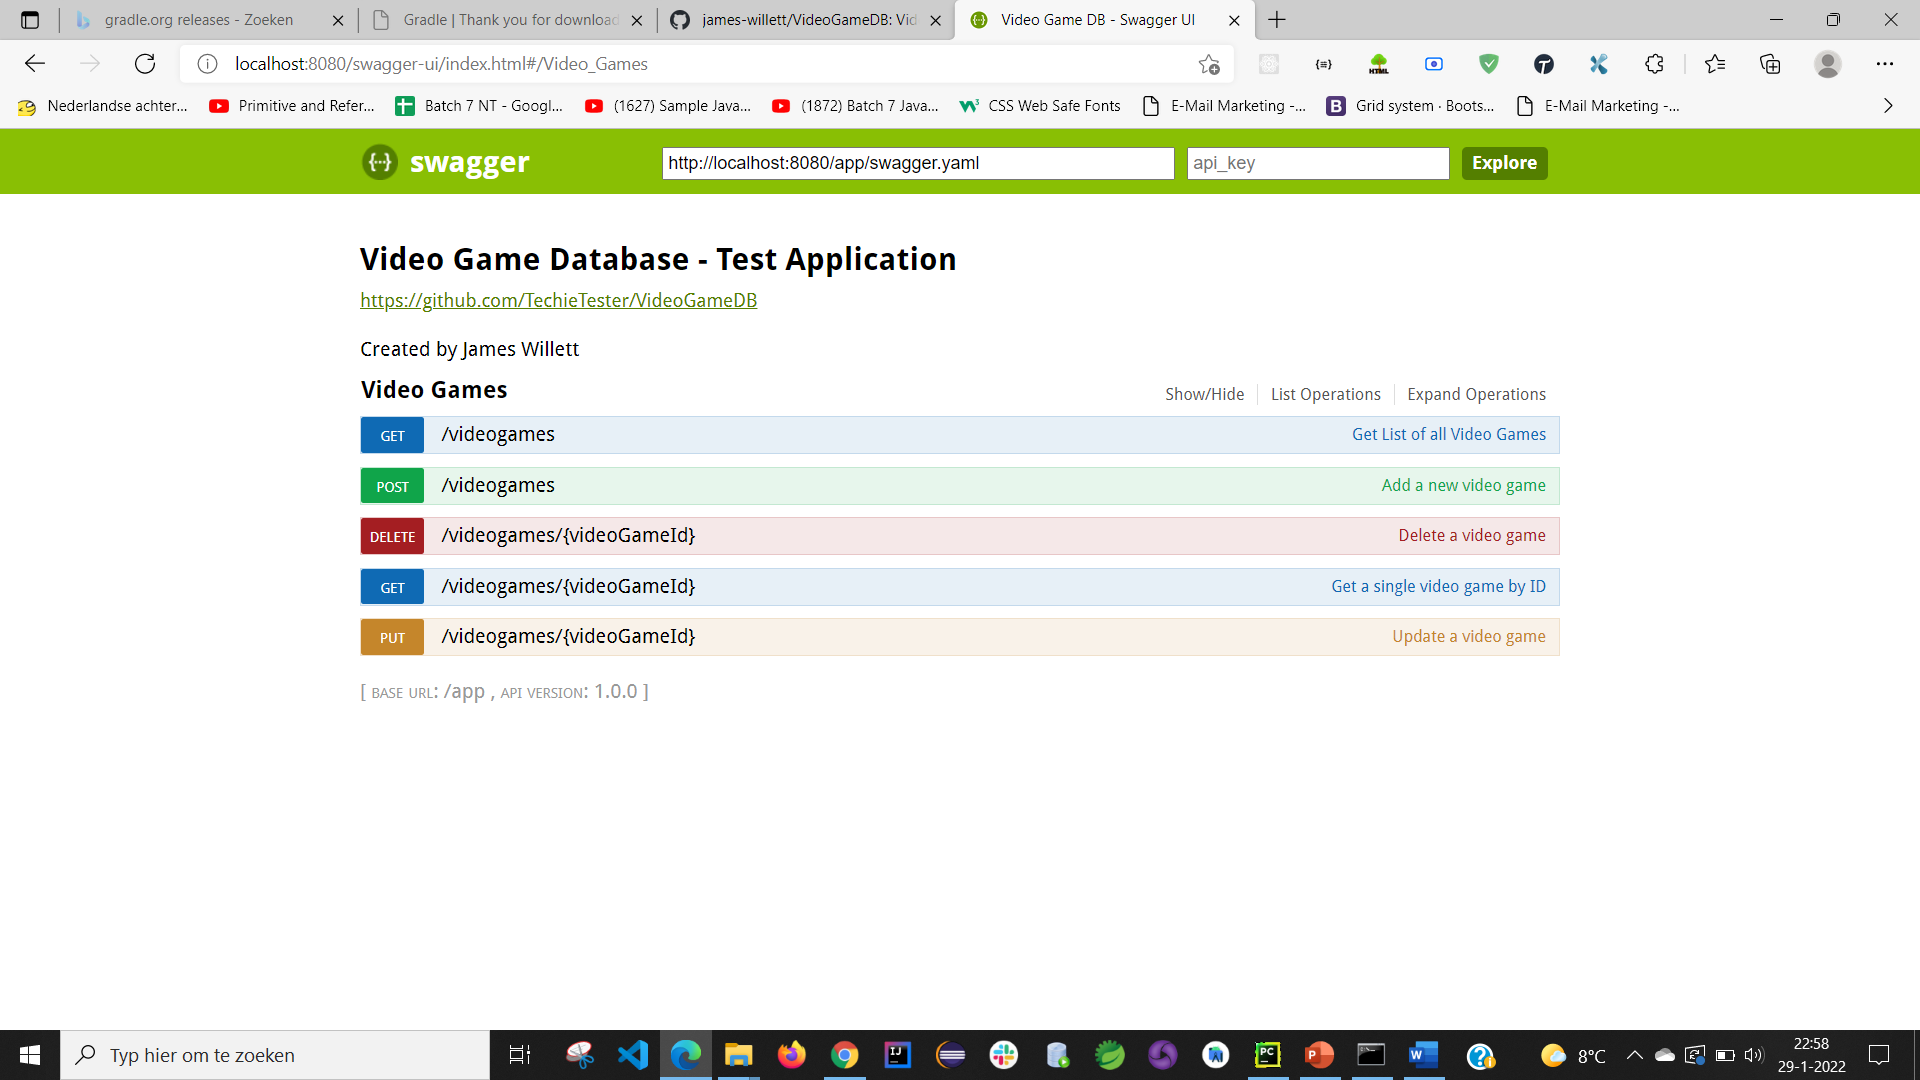 gradle.org releases - Zoeken
Gradle | Thank you for download
james-willett/VideoGameDB: Vid
Video Game DB - Swagger UI
localhost:8080/swagger-ui/index.html#/Video_Games
Nederlandse achter...
Primitive and Refer...
Batch 7 NT - Googl...
(1627) Sample Java...
(1872) Batch 7 Java...
CSS Web Safe Fonts
E-Mail Marketing -...
Grid system · Boots...
E-Mail Marketing -...
swagger
http://localhost:8080/app/swagger.yaml
api_key
Explore
Video Game Database - Test Application
https://github.com/TechieTester/VideoGameDB
Created by James Willett
Video Games
Show/Hide
List Operations
Expand Operations
GET /videogames Get List of all Video Games
POST /videogames Add a new video game
DELETE /videogames/{videoGameId} Delete a video game
GET /videogames/{videoGameId} Get a single video game by ID
PUT /videogames/{videoGameId} Update a video game
[ BASE URL: /app , API VERSION: 1.0.0 ]
Typ hier om te zoeken
8°C
22:58
29-1-2022